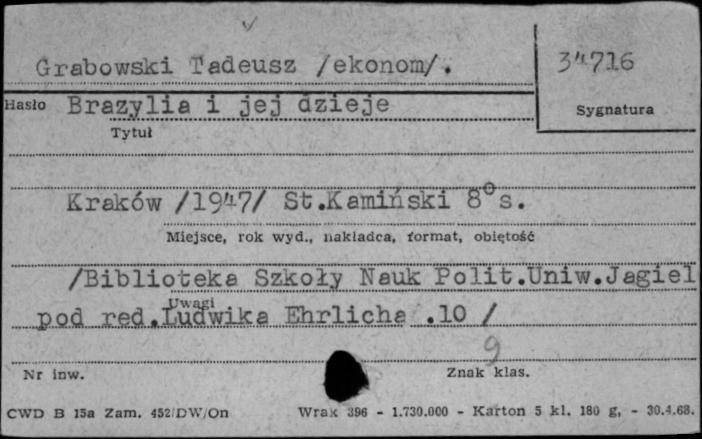 Grabowski Tadeusz /ekonom/.
34716
Hasło Brazylia i jej dzieje
Sygnatura
Tytuł
Kraków /1947/ St.Kamiński 8°s.
Miejsce, rok wyd., nakładca, format, objętość
/Biblioteka Szkoły Nauk Polit.Uniw.Jagiel
Uwagi
pod red.Ludwika Ehrlicha .10 /
9
Nr inw.
Znak klas.
CWD B 15a Zam. 452/DW/On Wrak 396 - 1.730.000 - Karton 5 kl. 180 g, - 30.4.68.